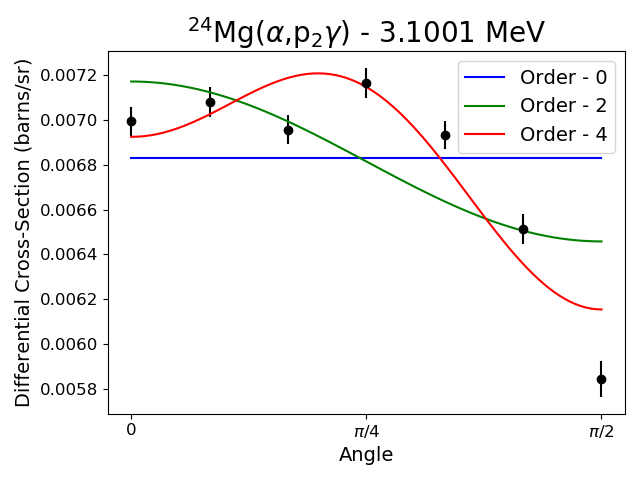 ²⁴Mg(α,p₂γ) - 3.1001 MeV
Differential Cross-Section (barns/sr)
0.0072
0.0070
0.0068
0.0066
0.0064
0.0062
0.0060
0.0058
Order - 0
Order - 2
Order - 4
0
π/4
π/2
Angle